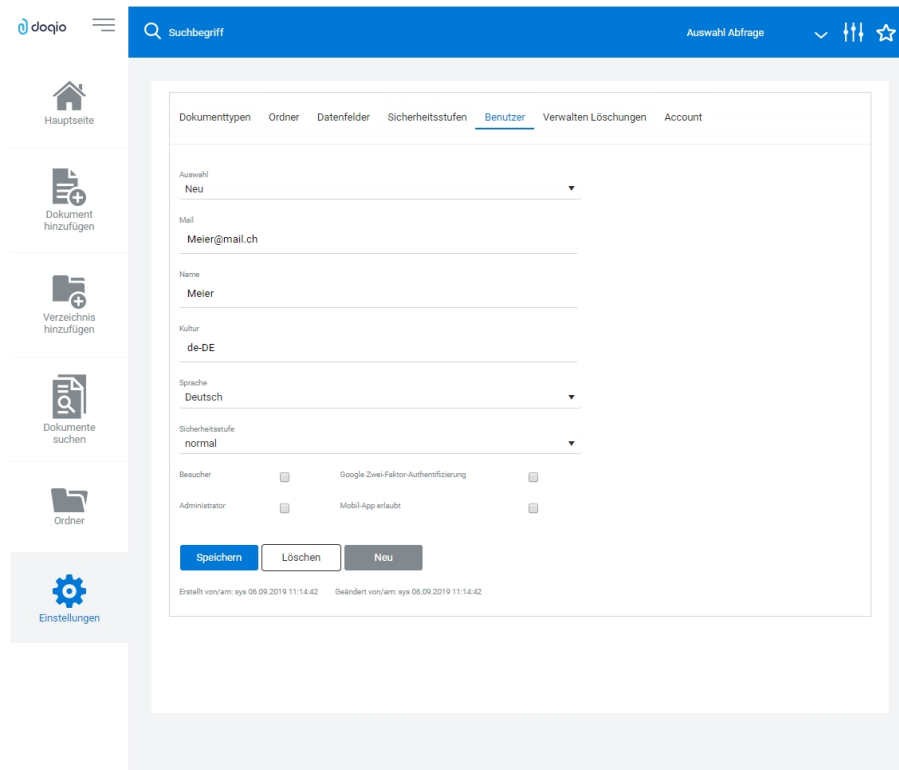 doqio
Suchbegriff
Auswahl Abfrage
Hauptseite
Dokument
hinzufügen
Verzeichnis
hinzufügen
Dokumente
suchen
Ordner
Einstellungen
Dokumenttypen Ordner Datenfelder Sicherheitsstufen Benutzer Verwalten Löschungen Account
Auswahl
Neu
Mail
Meier@mail.ch
Name
Meier
Kultur
de-DE
Sprache
Deutsch
Sicherheitsstufe
normal
Besucher Google Zwei-Faktor-Authentifizierung
Administrator Mobil-App erlaubt
Speichern Löschen Neu
Erstellt von/am: sys 06.09.2019 11:14:42 Geändert von/am: sys 06.09.2019 11:14:42